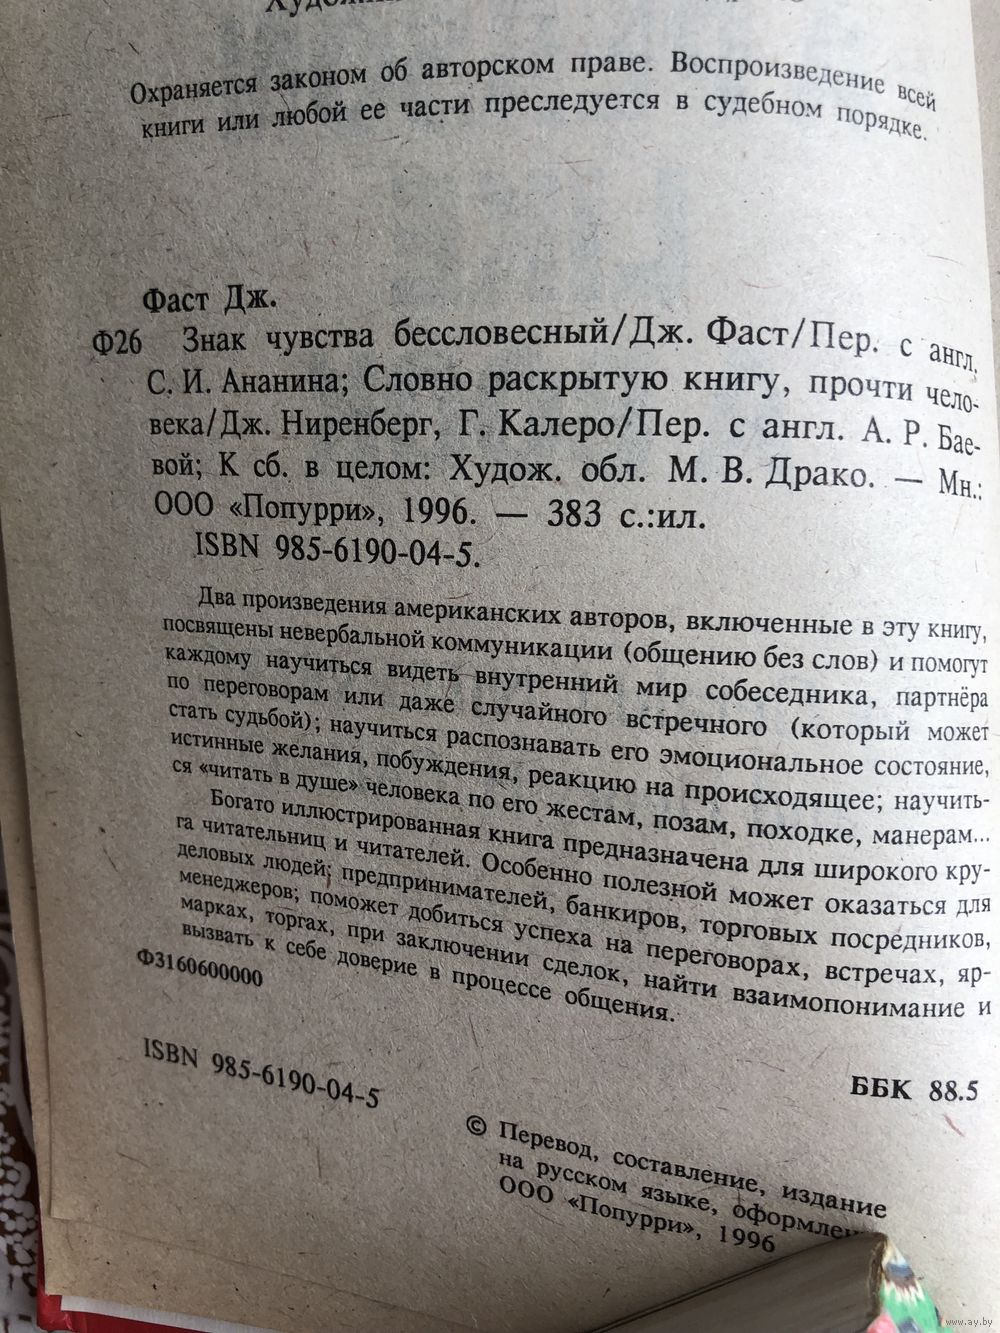 Охраняется законом об авторском праве. Воспроизведение всей
книги или любой ее части преследуется в судебном порядке.
Фаст Дж.
Ф26 Знак чувства бессловесный/Дж. Фаст/Пер. с англ.
С. И. Ананина; Словно раскрытую книгу, прочти чело-
века/Дж. Ниренберг, Г. Калеро/Пер. с англ. А. Р. Бае-
вой; К сб. в целом: Худож. обл. М. В. Драко. — Мн.:
ООО «Попурри», 1996. — 383 с.:ил.
ISBN 985-6190-04-5.
Два произведения американских авторов, включенные в эту книгу,
посвящены невербальной коммуникации (общению без слов) и помогут
каждому научиться видеть внутренний мир собеседника, партнёра
по переговорам или даже случайного встречного (который может
стать судьбой); научиться распознавать его эмоциональное состояние,
истинные желания, побуждения, реакцию на происходящее; научить-
ся «читать в душе» человека по его жестам, позам, походке, манерам...
Богато иллюстрированная книга предназначена для широкого кру-
га читательниц и читателей. Особенно полезной может оказаться для
деловых людей; предпринимателей, банкиров, торговых посредников,
менеджеров; поможет добиться успеха на переговорах, встречах, яр-
марках, торгах, при заключении сделок, найти взаимопонимание и
вызвать к себе доверие в процессе общения.
Ф3160600000
ISBN 985-6190-04-5
ББК 88.5
© Перевод, составление, издание
на русском языке,
ООО «Попурри», 1996
www.ay.by